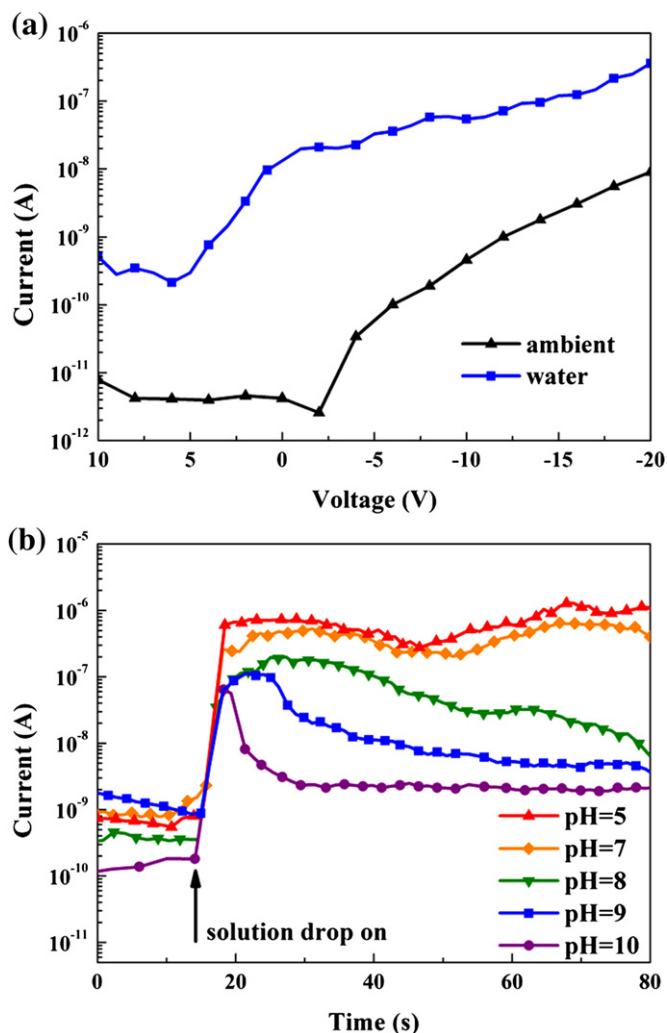 (a)
10⁻⁶
10⁻⁷
10⁻⁸
10⁻⁹
10⁻¹⁰
10⁻¹¹
10⁻¹²
Current (A)
ambient
water
10 5 0 -5 -10 -15 -20
Voltage (V)
(b)
10⁻⁵
10⁻⁶
10⁻⁷
10⁻⁸
10⁻⁹
10⁻¹⁰
10⁻¹¹
Current (A)
pH=5
pH=7
pH=8
pH=9
pH=10
solution drop on
0 20 40 60 80
Time (s)